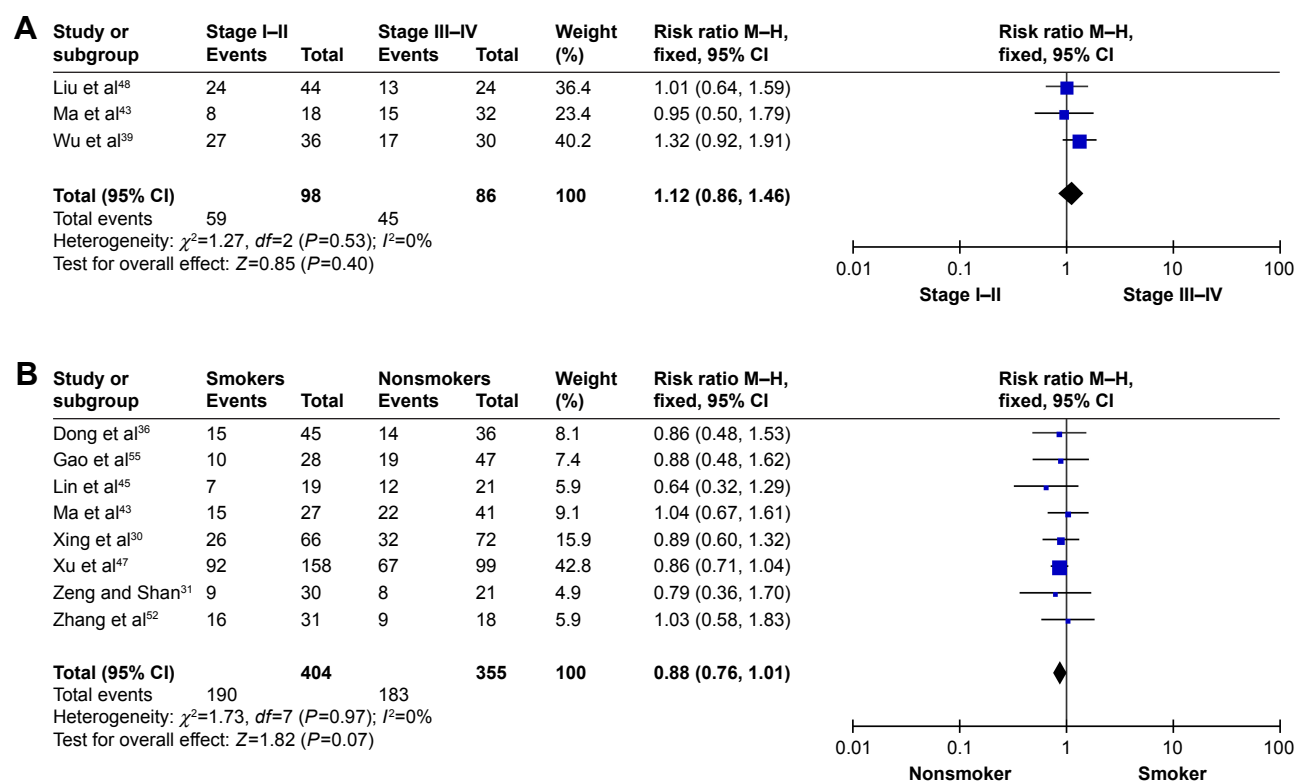 A
Study or subgroup Stage I–II Events Total Stage III–IV Events Total Weight (%) Risk ratio M–H, fixed, 95% CI Risk ratio M–H, fixed, 95% CI
Liu et al48 24 44 13 24 36.4 1.01 (0.64, 1.59)
Ma et al43 8 18 15 32 23.4 0.95 (0.50, 1.79)
Wu et al39 27 36 17 30 40.2 1.32 (0.92, 1.91)
Total (95% CI) 98 86 100 1.12 (0.86, 1.46)
Total events 59 45
Heterogeneity: χ²=1.27, df=2 (P=0.53); I²=0%
Test for overall effect: Z=0.85 (P=0.40)
0.01 0.1 1 10 100
Stage I–II Stage III–IV
B
Study or subgroup Smokers Events Total Nonsmokers Events Total Weight (%) Risk ratio M–H, fixed, 95% CI Risk ratio M–H, fixed, 95% CI
Dong et al36 15 45 14 36 8.1 0.86 (0.48, 1.53)
Gao et al55 10 28 19 47 7.4 0.88 (0.48, 1.62)
Lin et al45 7 19 12 21 5.9 0.64 (0.32, 1.29)
Ma et al43 15 27 22 41 9.1 1.04 (0.67, 1.61)
Xing et al30 26 66 32 72 15.9 0.89 (0.60, 1.32)
Xu et al47 92 158 67 99 42.8 0.86 (0.71, 1.04)
Zeng and Shan31 9 30 8 21 4.9 0.79 (0.36, 1.70)
Zhang et al52 16 31 9 18 5.9 1.03 (0.58, 1.83)
Total (95% CI) 404 355 100 0.88 (0.76, 1.01)
Total events 190 183
Heterogeneity: χ²=1.73, df=7 (P=0.97); I²=0%
Test for overall effect: Z=1.82 (P=0.07)
0.01 0.1 1 10 100
Nonsmoker Smoker